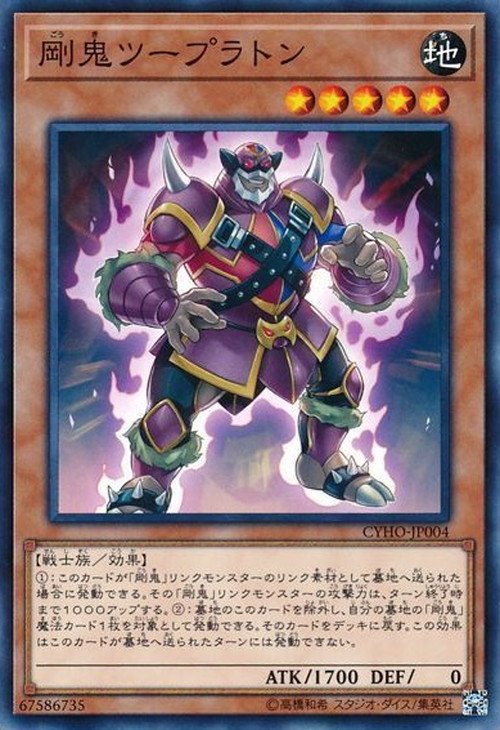 剛鬼ツープラトン
地
CYHO-JP004
【戦士族／効果】
①：このカードが「剛鬼」リンクモンスターのリンク素材として墓地へ送られた
場合に発動できる。その「剛鬼」リンクモンスターの攻撃力は、ターン終了時
まで１０００アップする。②：墓地のこのカードを除外し、自分の墓地の「剛鬼」
魔法カード1枚を対象として発動できる。そのカードをデッキに戻す。この効果
はこのカードが墓地へ送られたターンには発動できない。
ATK/1700 DEF/ 0
67586735
©高橋和希 スタジオ・ダイス/集英社